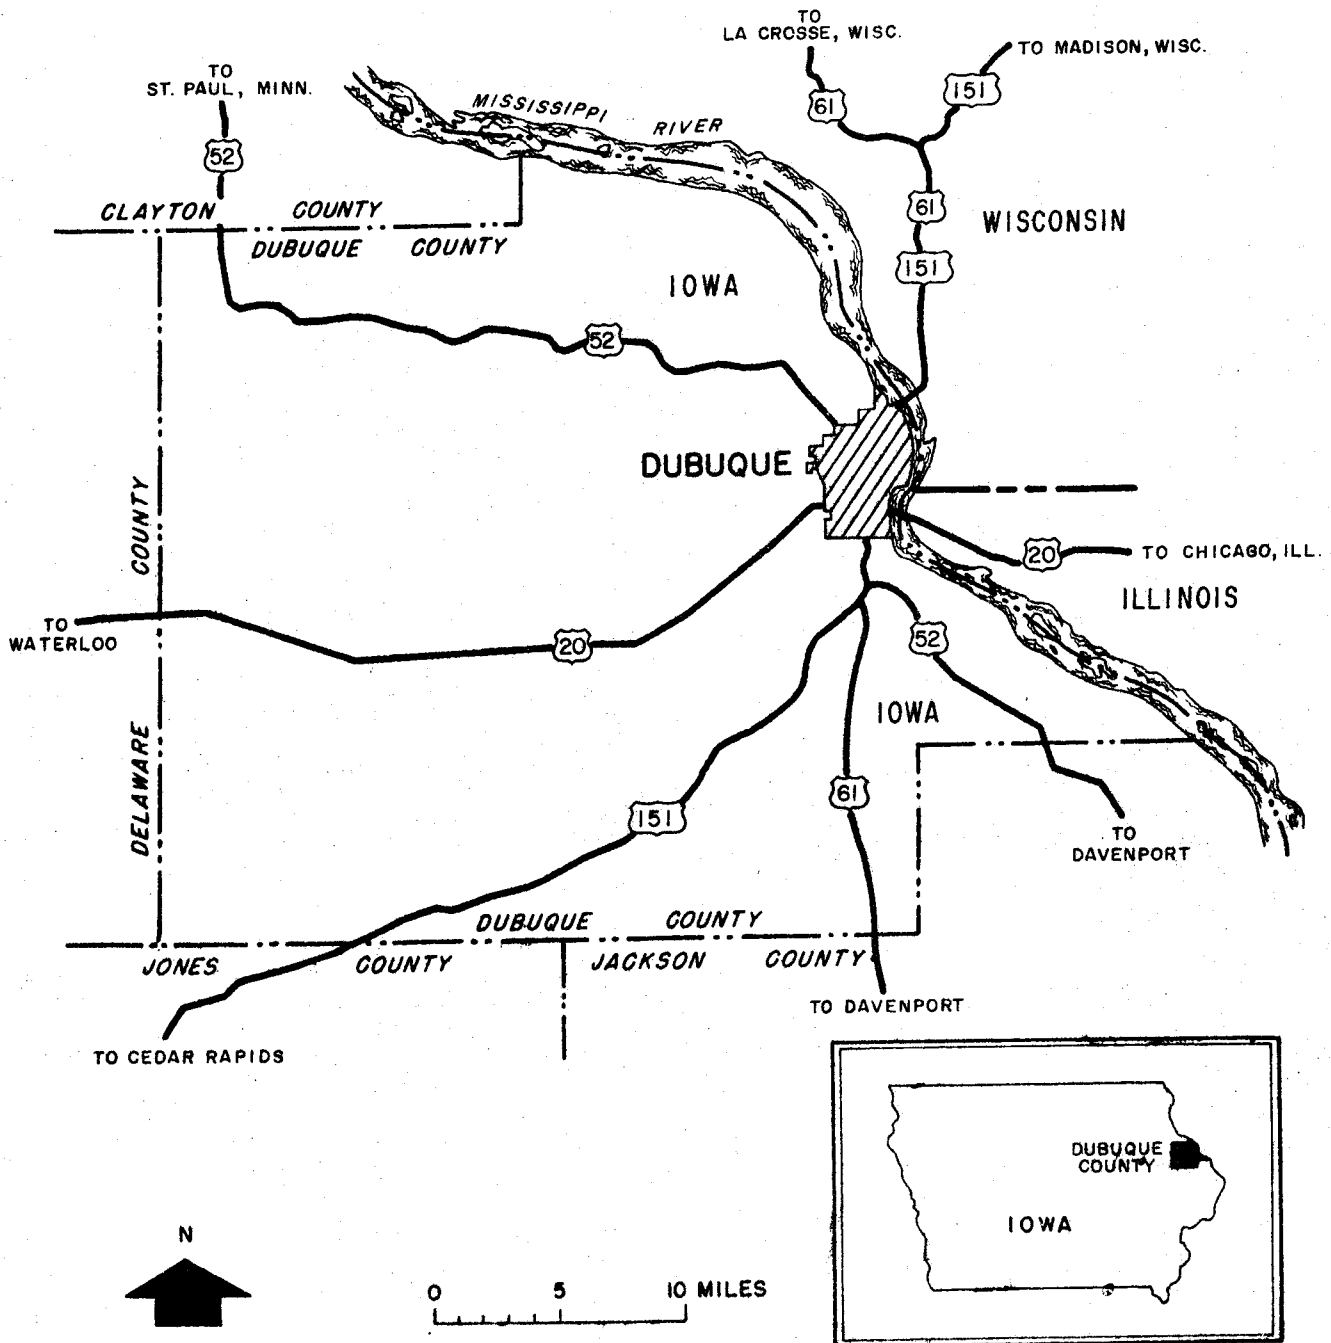 TO
LA CROSSE, WISC.
TO MADISON, WISC.
TO
ST. PAUL, MINN.
61
151
MISSISSIPPI RIVER
52
61
WISCONSIN
CLAYTON COUNTY
DUBUQUE COUNTY
151
IOWA
52
DUBUQUE
DELAWARE COUNTY
20
TO CHICAGO, ILL.
ILLINOIS
TO
WATERLOO
20
52
IOWA
61
151
TO
DAVENPORT
DUBUQUE COUNTY
JONES COUNTY
JACKSON COUNTY
TO DAVENPORT
TO CEDAR RAPIDS
DUBUQUE
COUNTY
IOWA
N
0 5 10 MILES